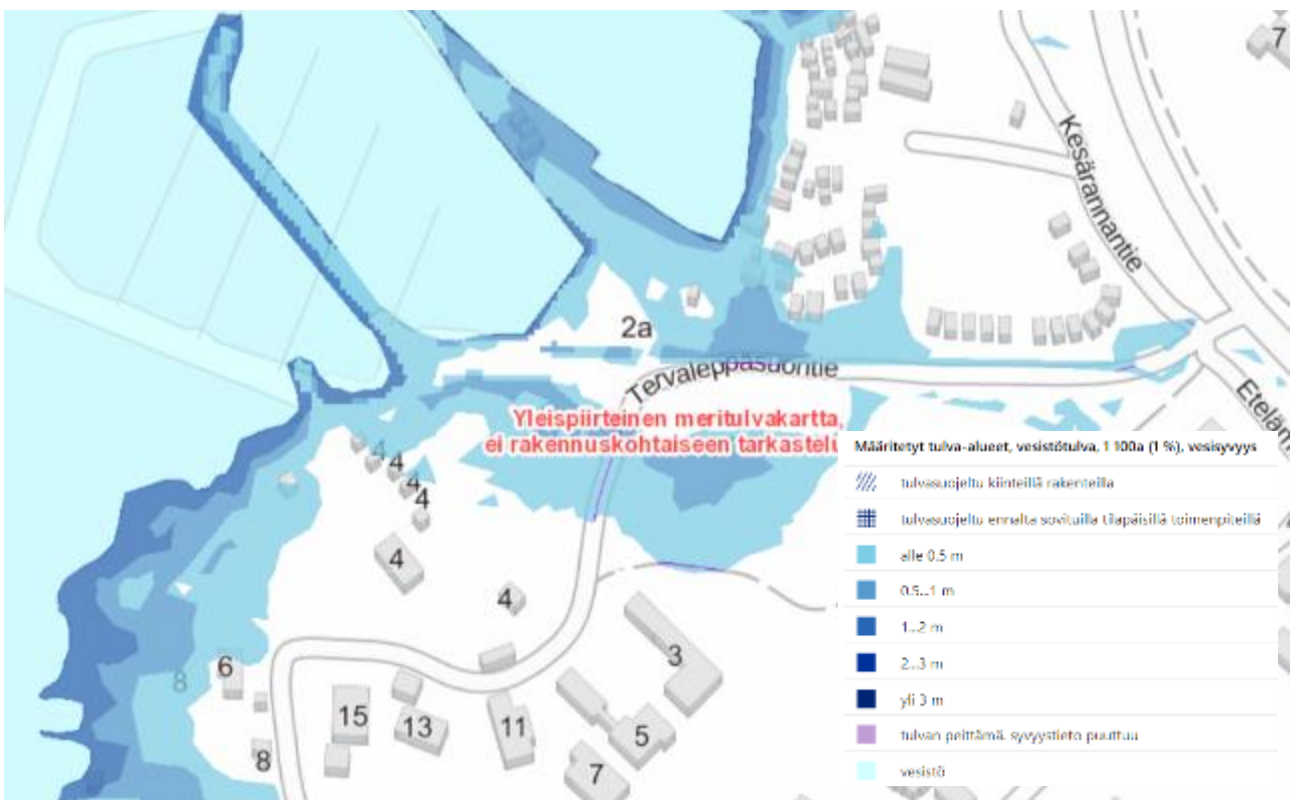 7
Kesärannantie
2a
Tervaleppäsuontie
Yleispiirteinen meritulvakartta,
ei rakennuskohtaiseen tarkastelu
4
4
4
4
4
4
3
6
8
15
13
11
5
8
7
Eteläm
Määritetyt tulva-alueet, vesistötulva, 1 100a (1 %), vesisyvyys
tulvasuojeltu kiinteillä rakenteilla
tulvasuojeltu ennalta sovituilla tilapäisillä toimenpiteillä
alle 0.5 m
0.5...1 m
1...2 m
2...3 m
yli 3 m
tulvan peittämä, syvyystieto puuttuu
vesistö